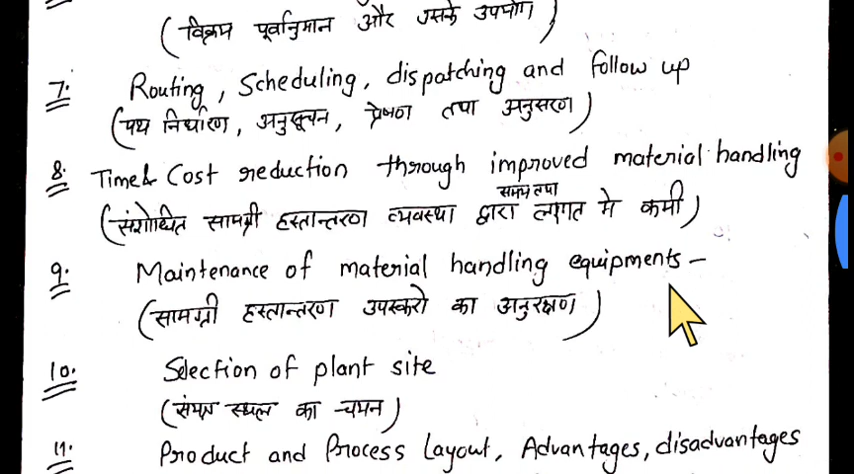 (विक्रय पूर्वानुमान और उसके उपयोग)
7. Routing, Scheduling, dispatching and follow up
(पथ निर्धारण, अनुसूचन, प्रेषण तथा अनुसरण)
8. Time & Cost reduction through improved material handling
(संशोधित सामग्री हस्तान्तरण व्यवस्था द्वारा समय तथा लागत मे कमी)
9. Maintenance of material handling equipments –
(सामग्री हस्तान्तरण उपस्करो का अनुरक्षण)
10. Selection of plant site
(संयंत्र स्थल का चयन)
11. Product and Process Layout, Advantages, disadvantages